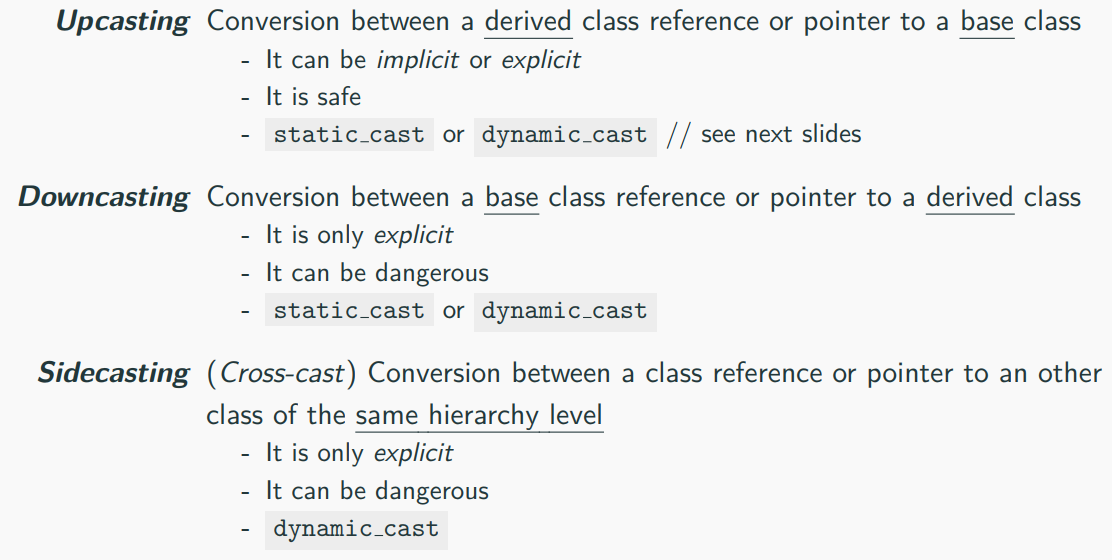 Upcasting Conversion between a derived class reference or pointer to a base class
- It can be implicit or explicit
- It is safe
- static_cast or dynamic_cast // see next slides
Downcasting Conversion between a base class reference or pointer to a derived class
- It is only explicit
- It can be dangerous
- static_cast or dynamic_cast
Sidecasting (Cross-cast) Conversion between a class reference or pointer to an other
class of the same hierarchy level
- It is only explicit
- It can be dangerous
- dynamic_cast